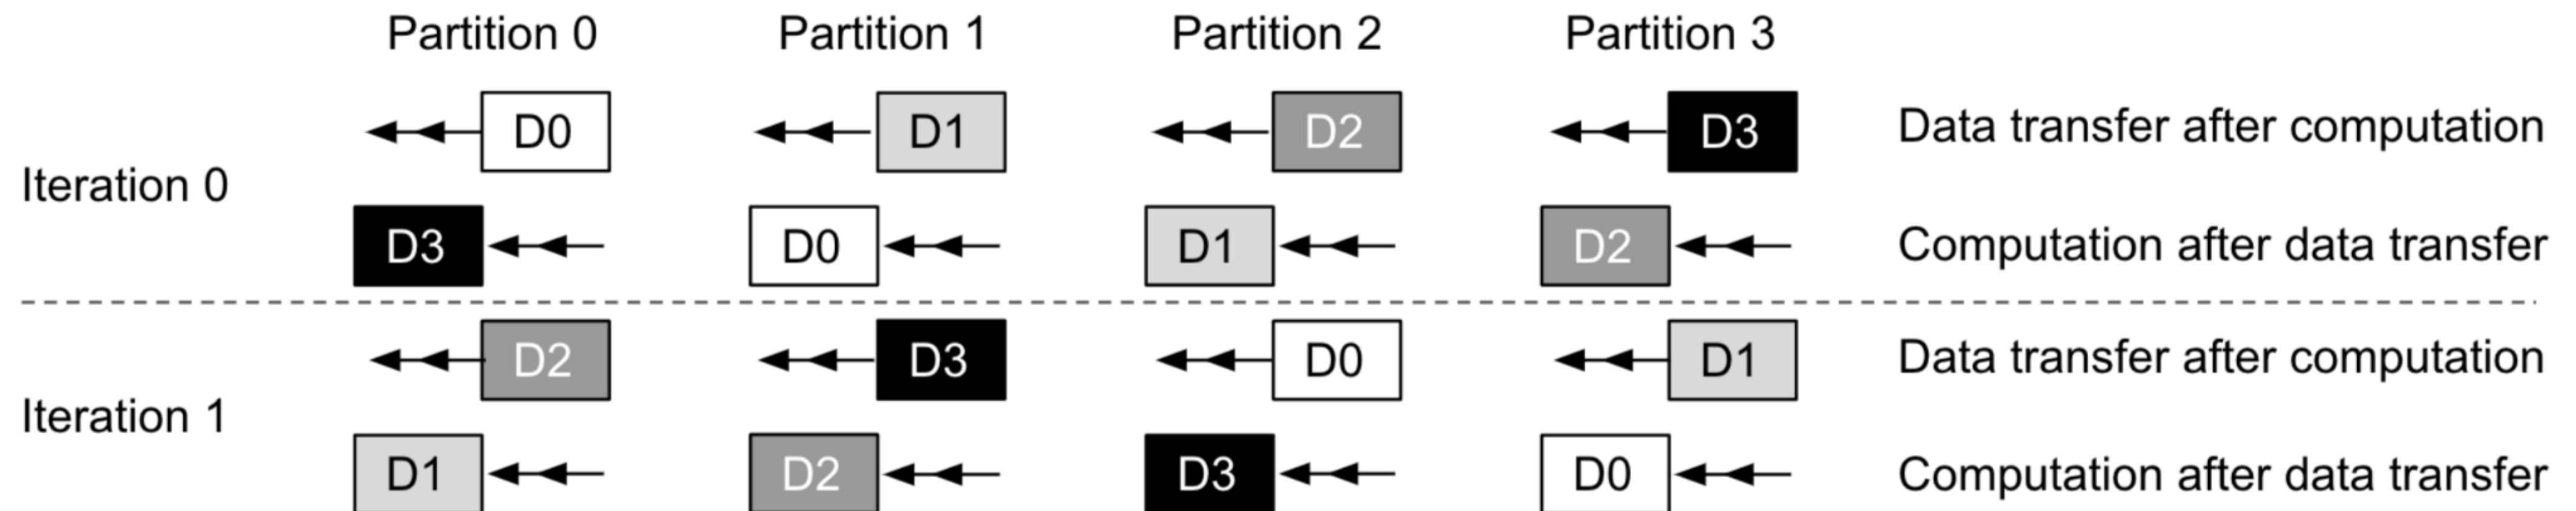 Partition 0 Partition 1 Partition 2 Partition 3
D0 D1 D2 D3 Data transfer after computation
Iteration 0
D3 D0 D1 D2 Computation after data transfer
D2 D3 D0 D1 Data transfer after computation
Iteration 1
D1 D2 D3 D0 Computation after data transfer